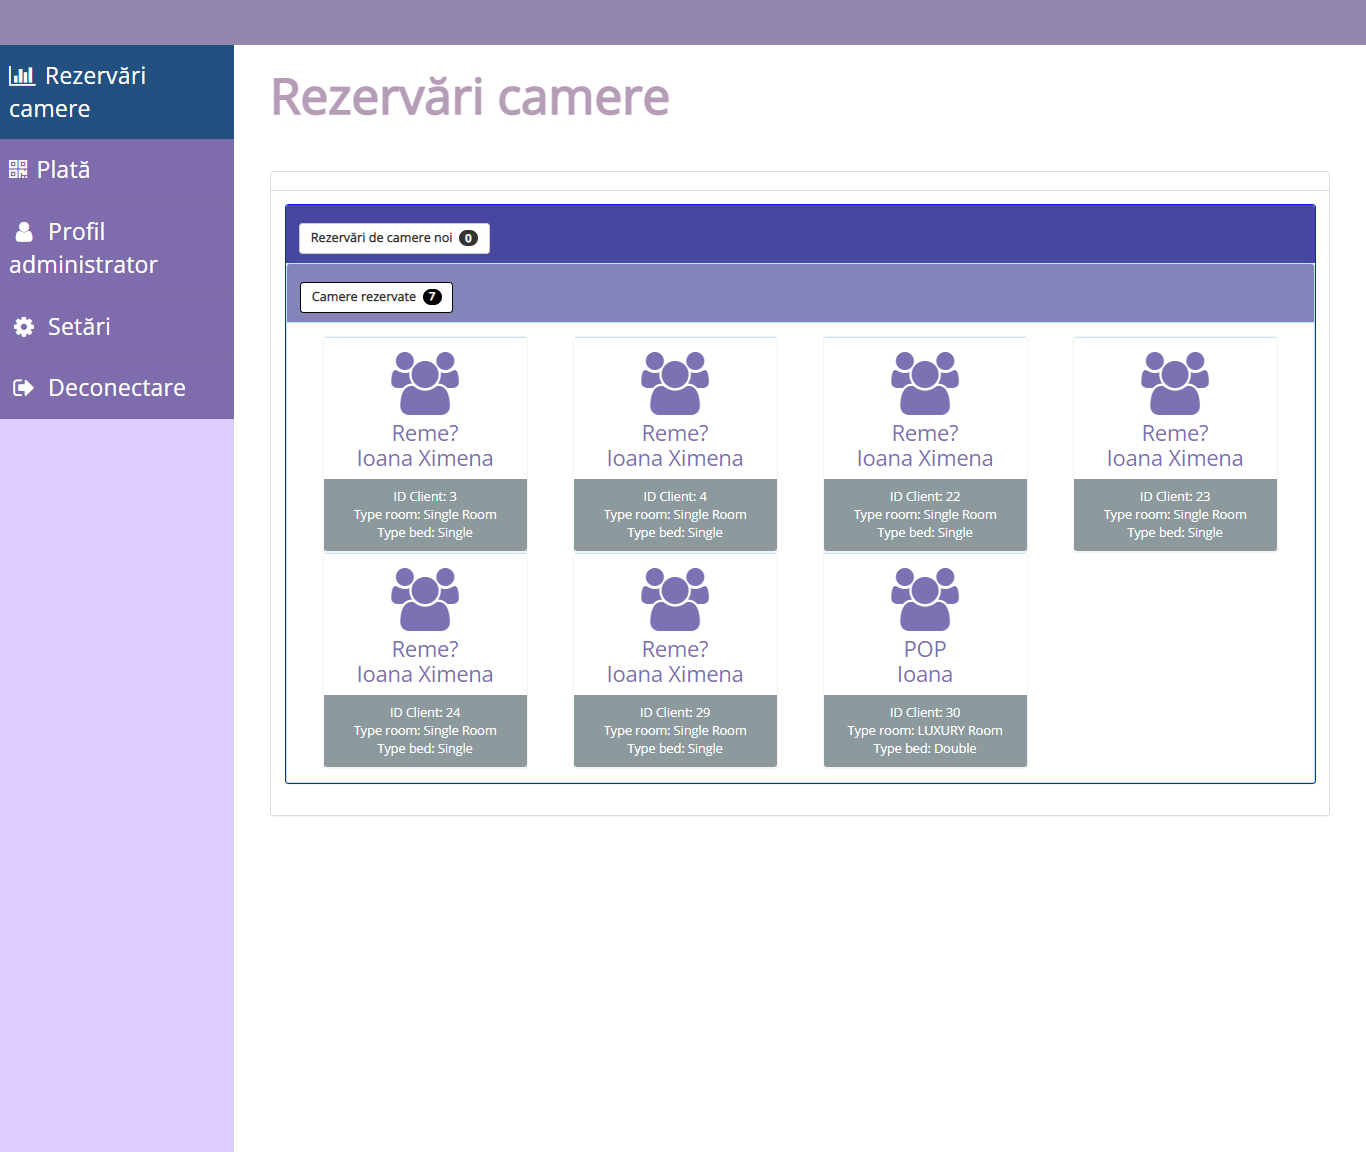 Rezervări
camere
Plată
Profil
administrator
Setări
Deconectare
Rezervări camere
Rezervări de camere noi 0
Camere rezervate 7
Reme?
Ioana Ximena
ID Client: 3
Type room: Single Room
Type bed: Single
Reme?
Ioana Ximena
ID Client: 4
Type room: Single Room
Type bed: Single
Reme?
Ioana Ximena
ID Client: 22
Type room: Single Room
Type bed: Single
Reme?
Ioana Ximena
ID Client: 23
Type room: Single Room
Type bed: Single
Reme?
Ioana Ximena
ID Client: 24
Type room: Single Room
Type bed: Single
Reme?
Ioana Ximena
ID Client: 29
Type room: Single Room
Type bed: Single
POP
Ioana
ID Client: 30
Type room: LUXURY Room
Type bed: Double